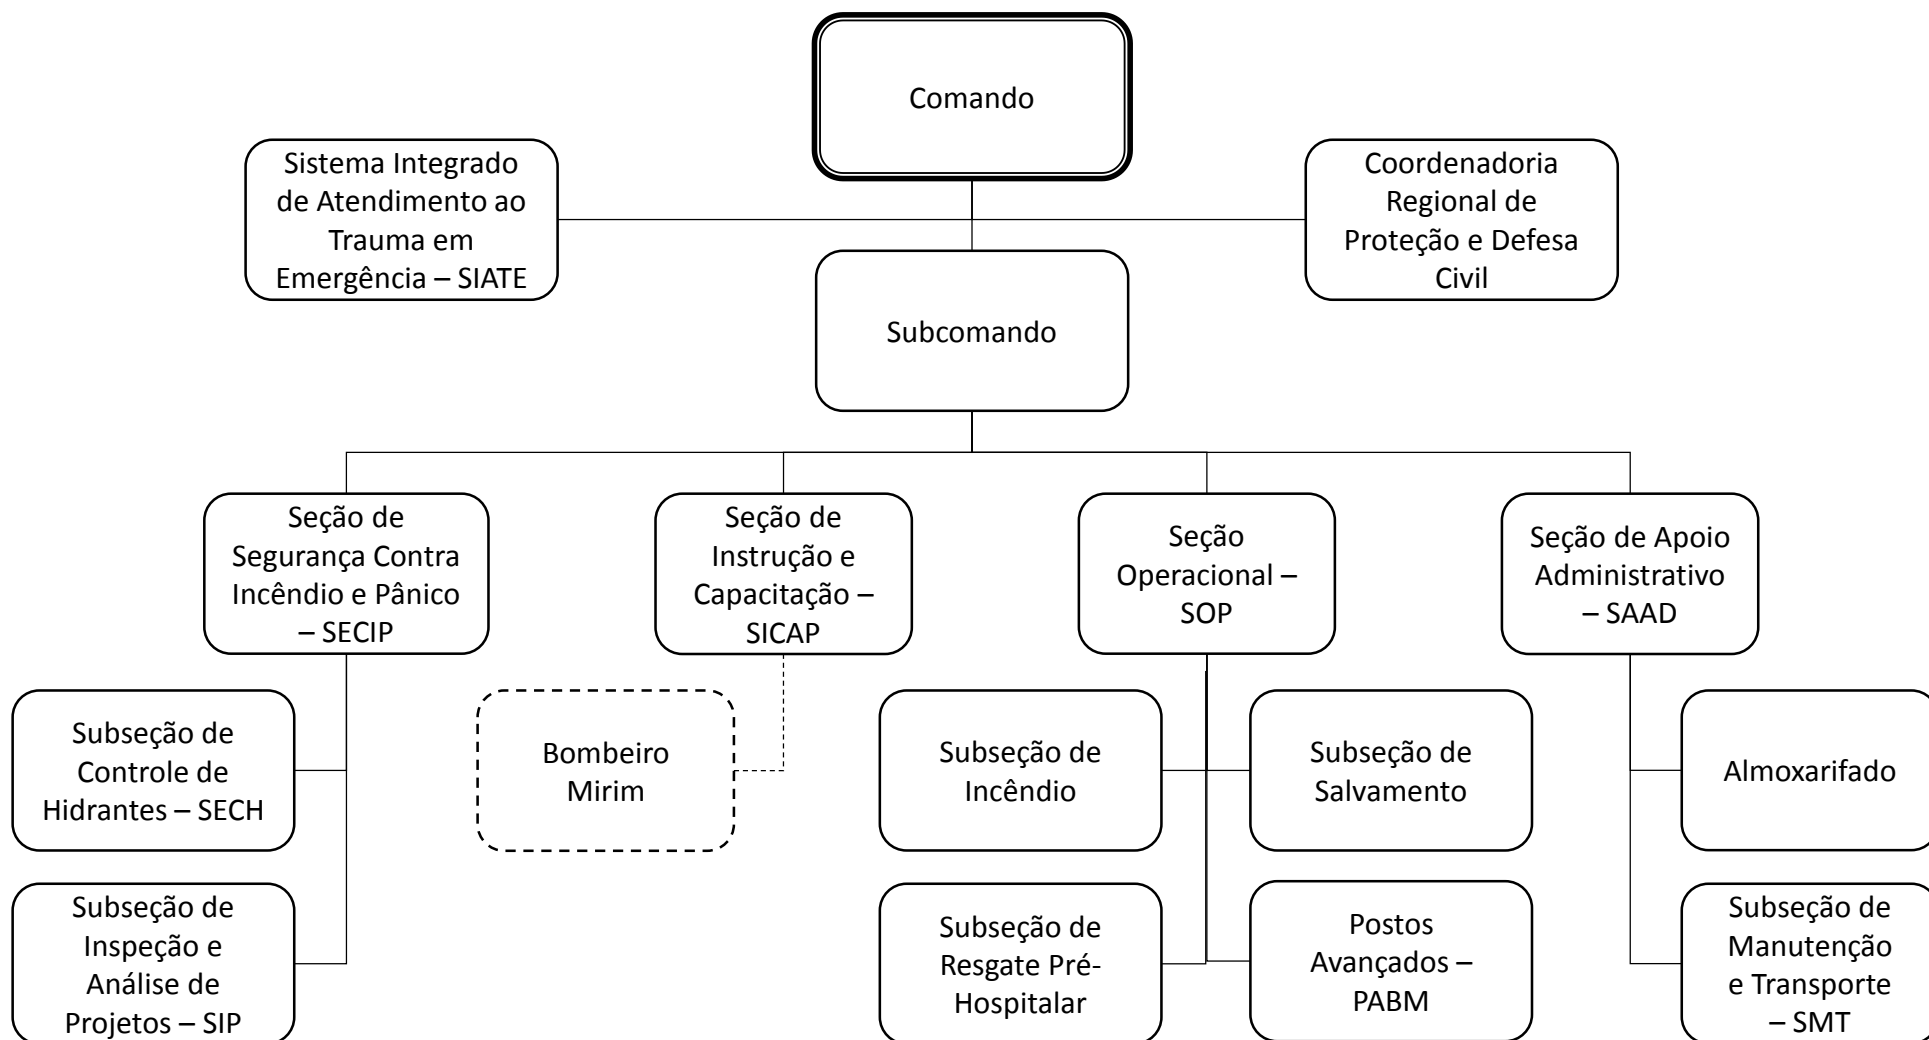 Comando
Sistema Integrado
de Atendimento ao
Trauma em
Emergência – SIATE
Coordenadoria
Regional de
Proteção e Defesa
Civil
Subcomando
Seção de
Segurança Contra
Incêndio e Pânico
– SECIP
Seção de
Instrução e
Capacitação –
SICAP
Seção
Operacional –
SOP
Seção de Apoio
Administrativo
– SAAD
Subseção de
Controle de
Hidrantes – SECH
Bombeiro
Mirim
Subseção de
Incêndio
Subseção de
Salvamento
Almoxarifado
Subseção de
Inspeção e
Análise de
Projetos – SIP
Subseção de
Resgate Pré-
Hospitalar
Postos
Avançados –
PABM
Subseção de
Manutenção
e Transporte
– SMT